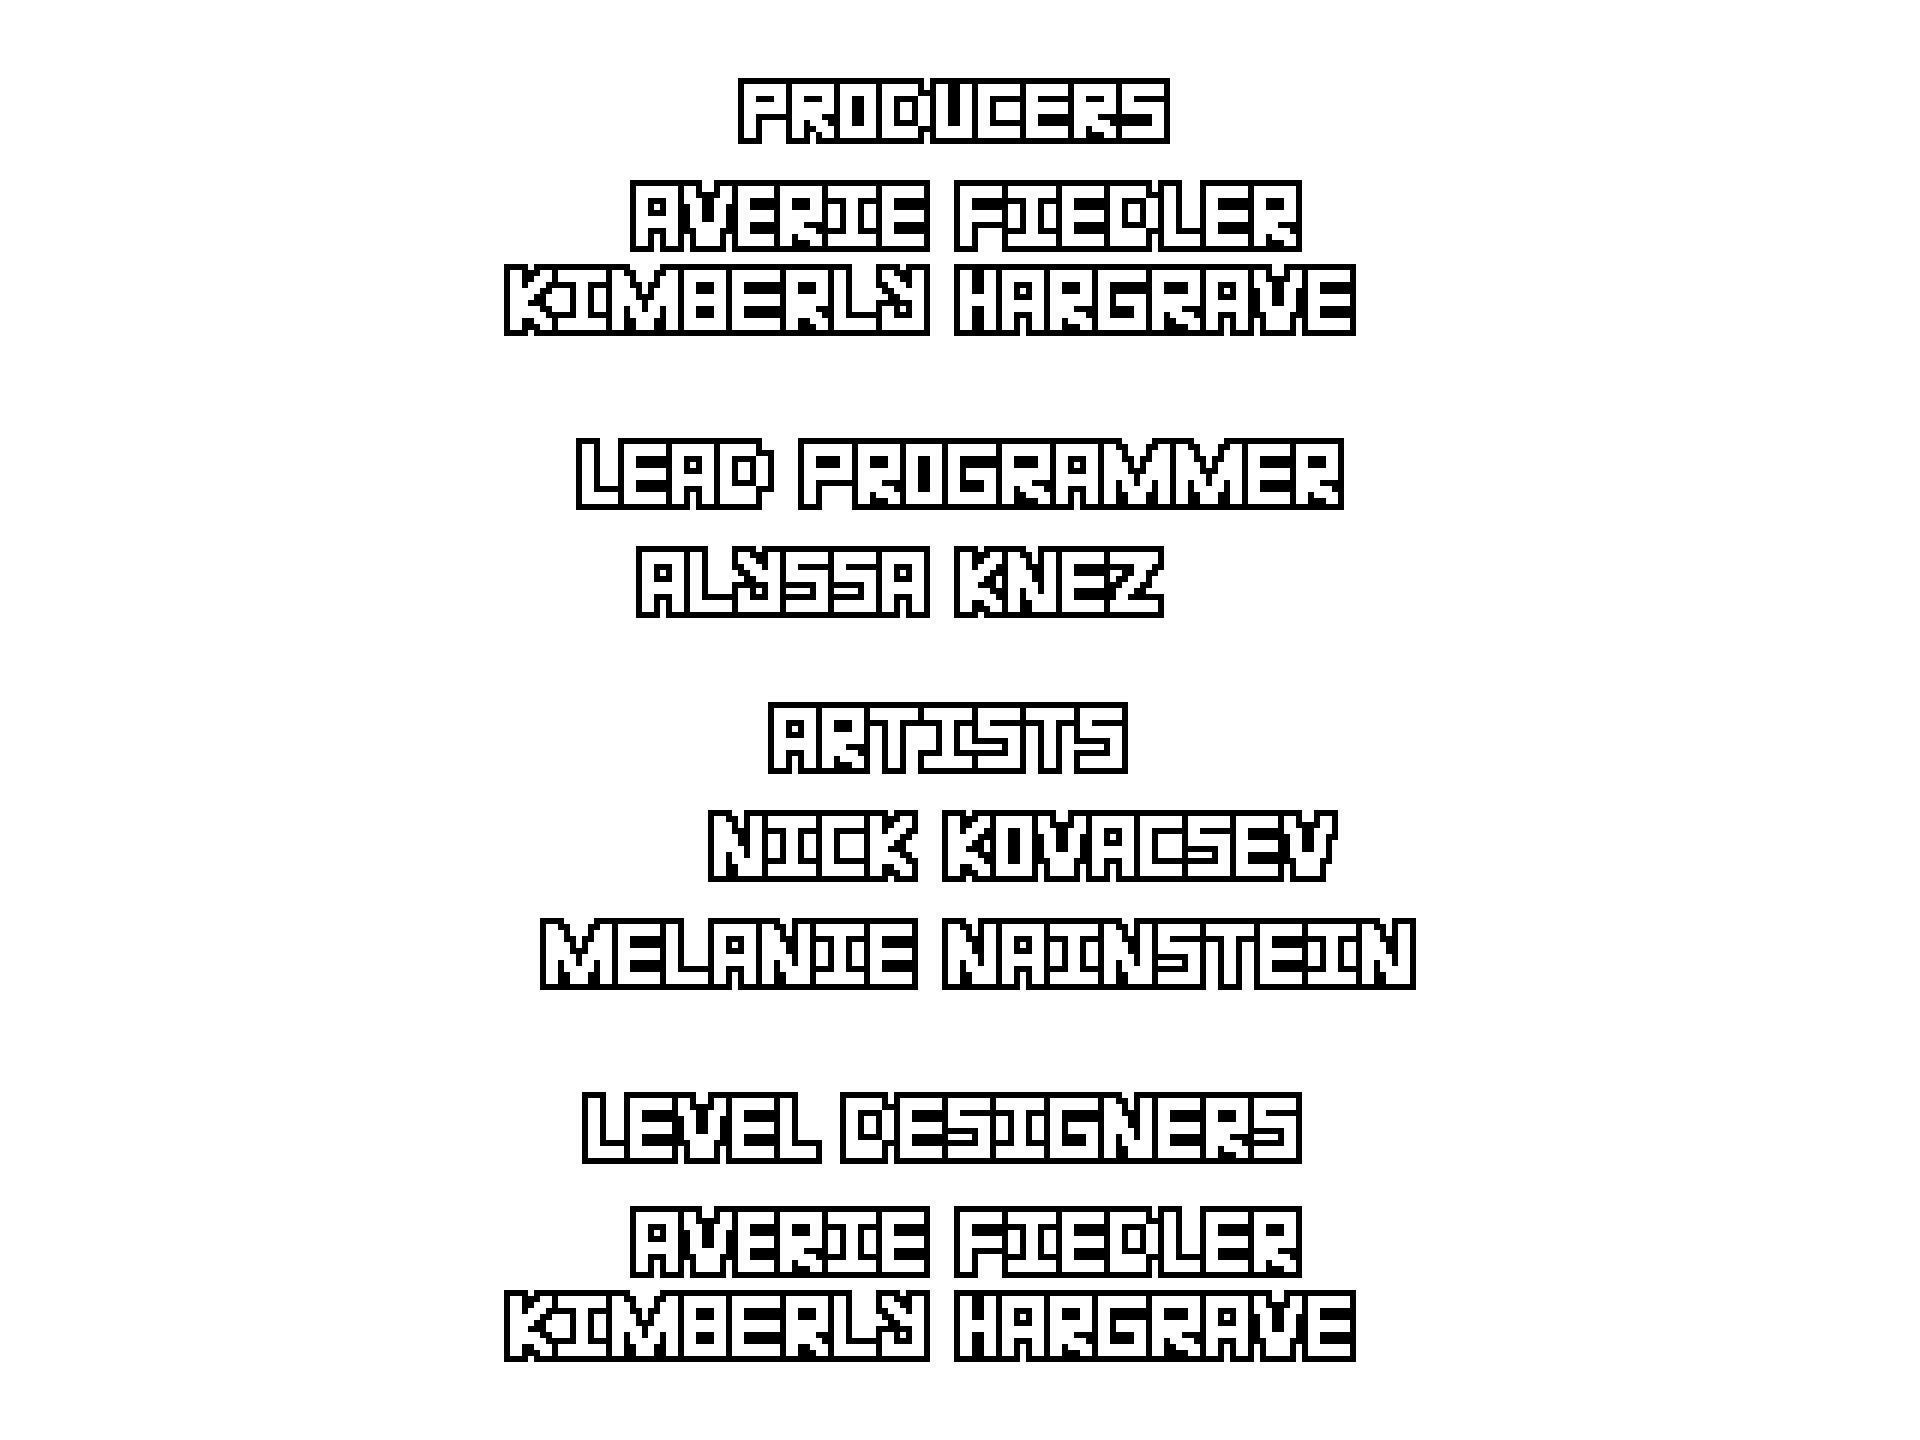 PRODUCERS
AVERIE FIEDLER
KIMBERLY HARGRAVE
LEAD PROGRAMMER
ALYSSA KNEZ
ARTISTS
NICK KOVACSEV
MELANIE NAINSTEIN
LEVEL DESIGNERS
AVERIE FIEDLER
KIMBERLY HARGRAVE